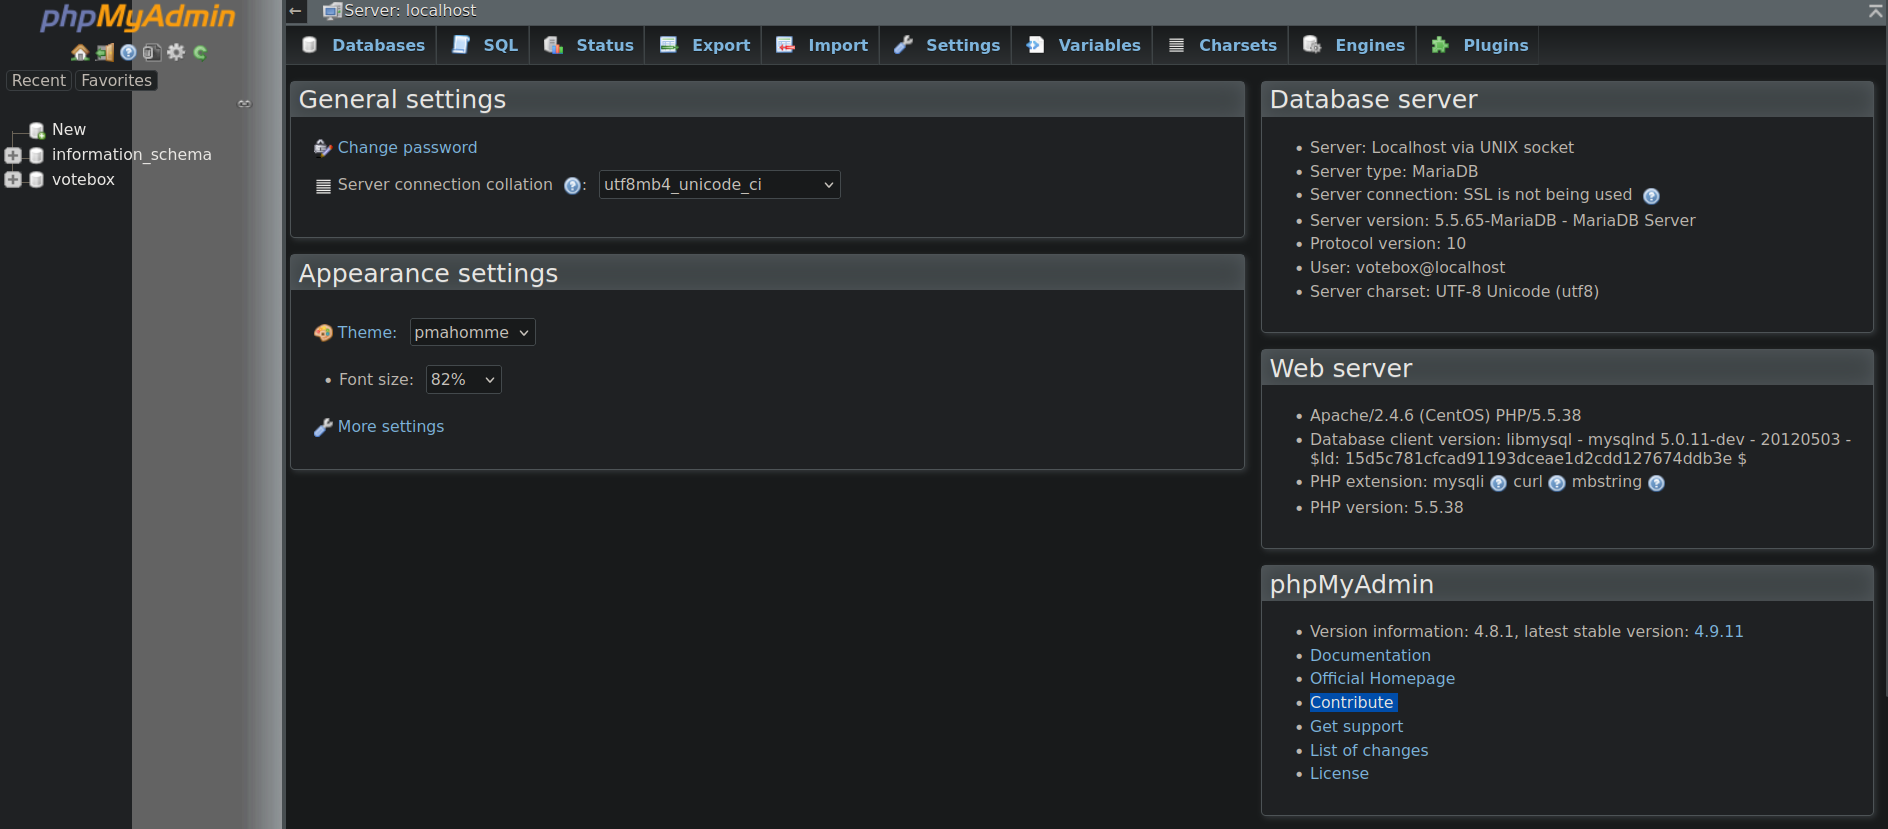 phpMyAdmin
Recent Favorites
New
information_schema
votebox
Server: localhost
Databases SQL Status Export Import Settings Variables Charsets Engines Plugins
General settings
Change password
Server connection collation : utf8mb4_unicode_ci
Appearance settings
Theme: pmahomme
• Font size: 82%
More settings
Database server
• Server: Localhost via UNIX socket
• Server type: MariaDB
• Server connection: SSL is not being used
• Server version: 5.5.65-MariaDB - MariaDB Server
• Protocol version: 10
• User: votebox@localhost
• Server charset: UTF-8 Unicode (utf8)
Web server
• Apache/2.4.6 (CentOS) PHP/5.5.38
• Database client version: libmysql - mysqlnd 5.0.11-dev - 20120503 -
$Id: 15d5c781cfcad91193dceae1d2cdd127674ddb3e $
• PHP extension: mysqli curl mbstring
• PHP version: 5.5.38
phpMyAdmin
• Version information: 4.8.1, latest stable version: 4.9.11
• Documentation
• Official Homepage
• Contribute
• Get support
• List of changes
• License